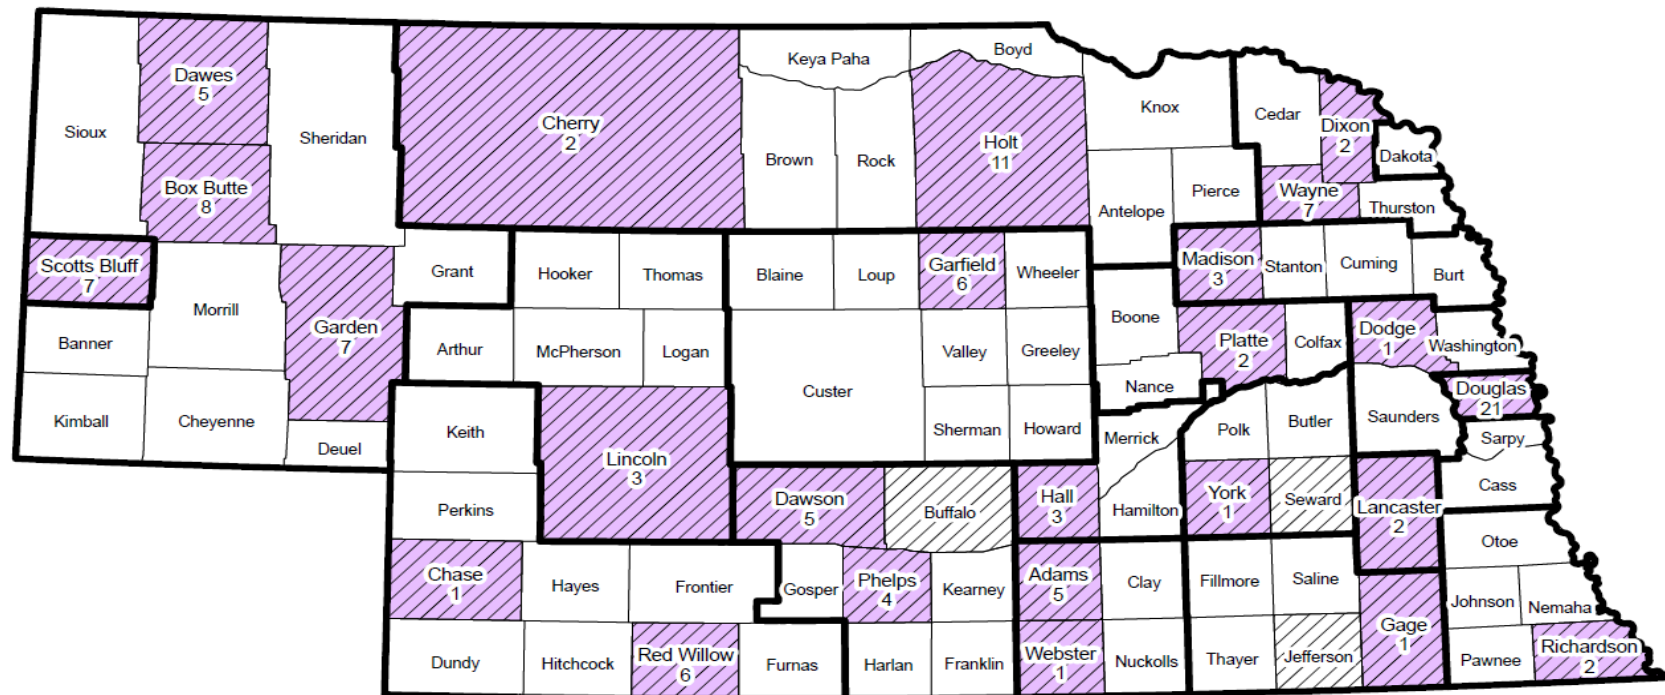 Sioux
Dawes
5
Sheridan
Box Butte
8
Cherry
2
Keya Paha
Boyd
Brown
Rock
Holt
11
Knox
Cedar
Dixon
2
Dakota
Antelope
Pierce
Wayne
7
Thurston
Scotts Bluff
7
Morrill
Garden
7
Grant
Hooker
Thomas
Blaine
Loup
Garfield
6
Wheeler
Madison
3
Stanton
Cuming
Burt
Banner
Arthur
McPherson
Logan
Custer
Valley
Greeley
Boone
Platte
2
Colfax
Dodge
1
Washington
Kimball
Cheyenne
Deuel
Keith
Lincoln
3
Sherman
Howard
Nance
Merrick
Polk
Butler
Saunders
Douglas
21
Sarpy
Perkins
Dawson
5
Buffalo
Hall
3
Hamilton
York
1
Seward
Lancaster
2
Cass
Otoe
Chase
1
Hayes
Frontier
Gosper
Phelps
4
Kearney
Adams
5
Clay
Fillmore
Saline
Gage
1
Johnson
Nemaha
Dundy
Hitchcock
Red Willow
6
Furnas
Harlan
Franklin
Webster
1
Nuckolls
Thayer
Jefferson
Pawnee
Richardson
2